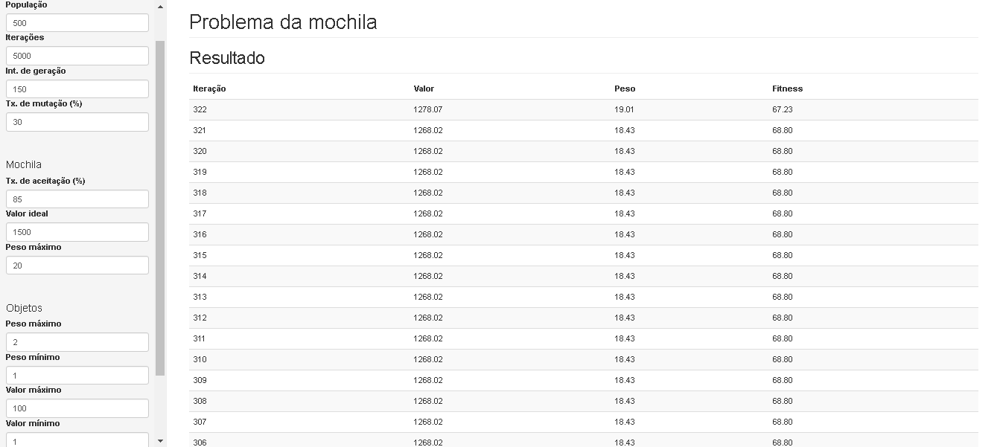 População
500
Iterações
5000
Int. de geração
150
Tx. de mutação (%)
30
Mochila
Tx. de aceitação (%)
85
Valor ideal
1500
Peso máximo
20
Objetos
Peso máximo
2
Peso mínimo
1
Valor máximo
100
Valor mínimo
1
Problema da mochila
Resultado
Iteração Valor Peso Fitness
322 1278.07 19.01 67.23
321 1268.02 18.43 68.80
320 1268.02 18.43 68.80
319 1268.02 18.43 68.80
318 1268.02 18.43 68.80
317 1268.02 18.43 68.80
316 1268.02 18.43 68.80
315 1268.02 18.43 68.80
314 1268.02 18.43 68.80
313 1268.02 18.43 68.80
312 1268.02 18.43 68.80
311 1268.02 18.43 68.80
310 1268.02 18.43 68.80
309 1268.02 18.43 68.80
308 1268.02 18.43 68.80
307 1268.02 18.43 68.80
306 1268.02 18.43 68.80